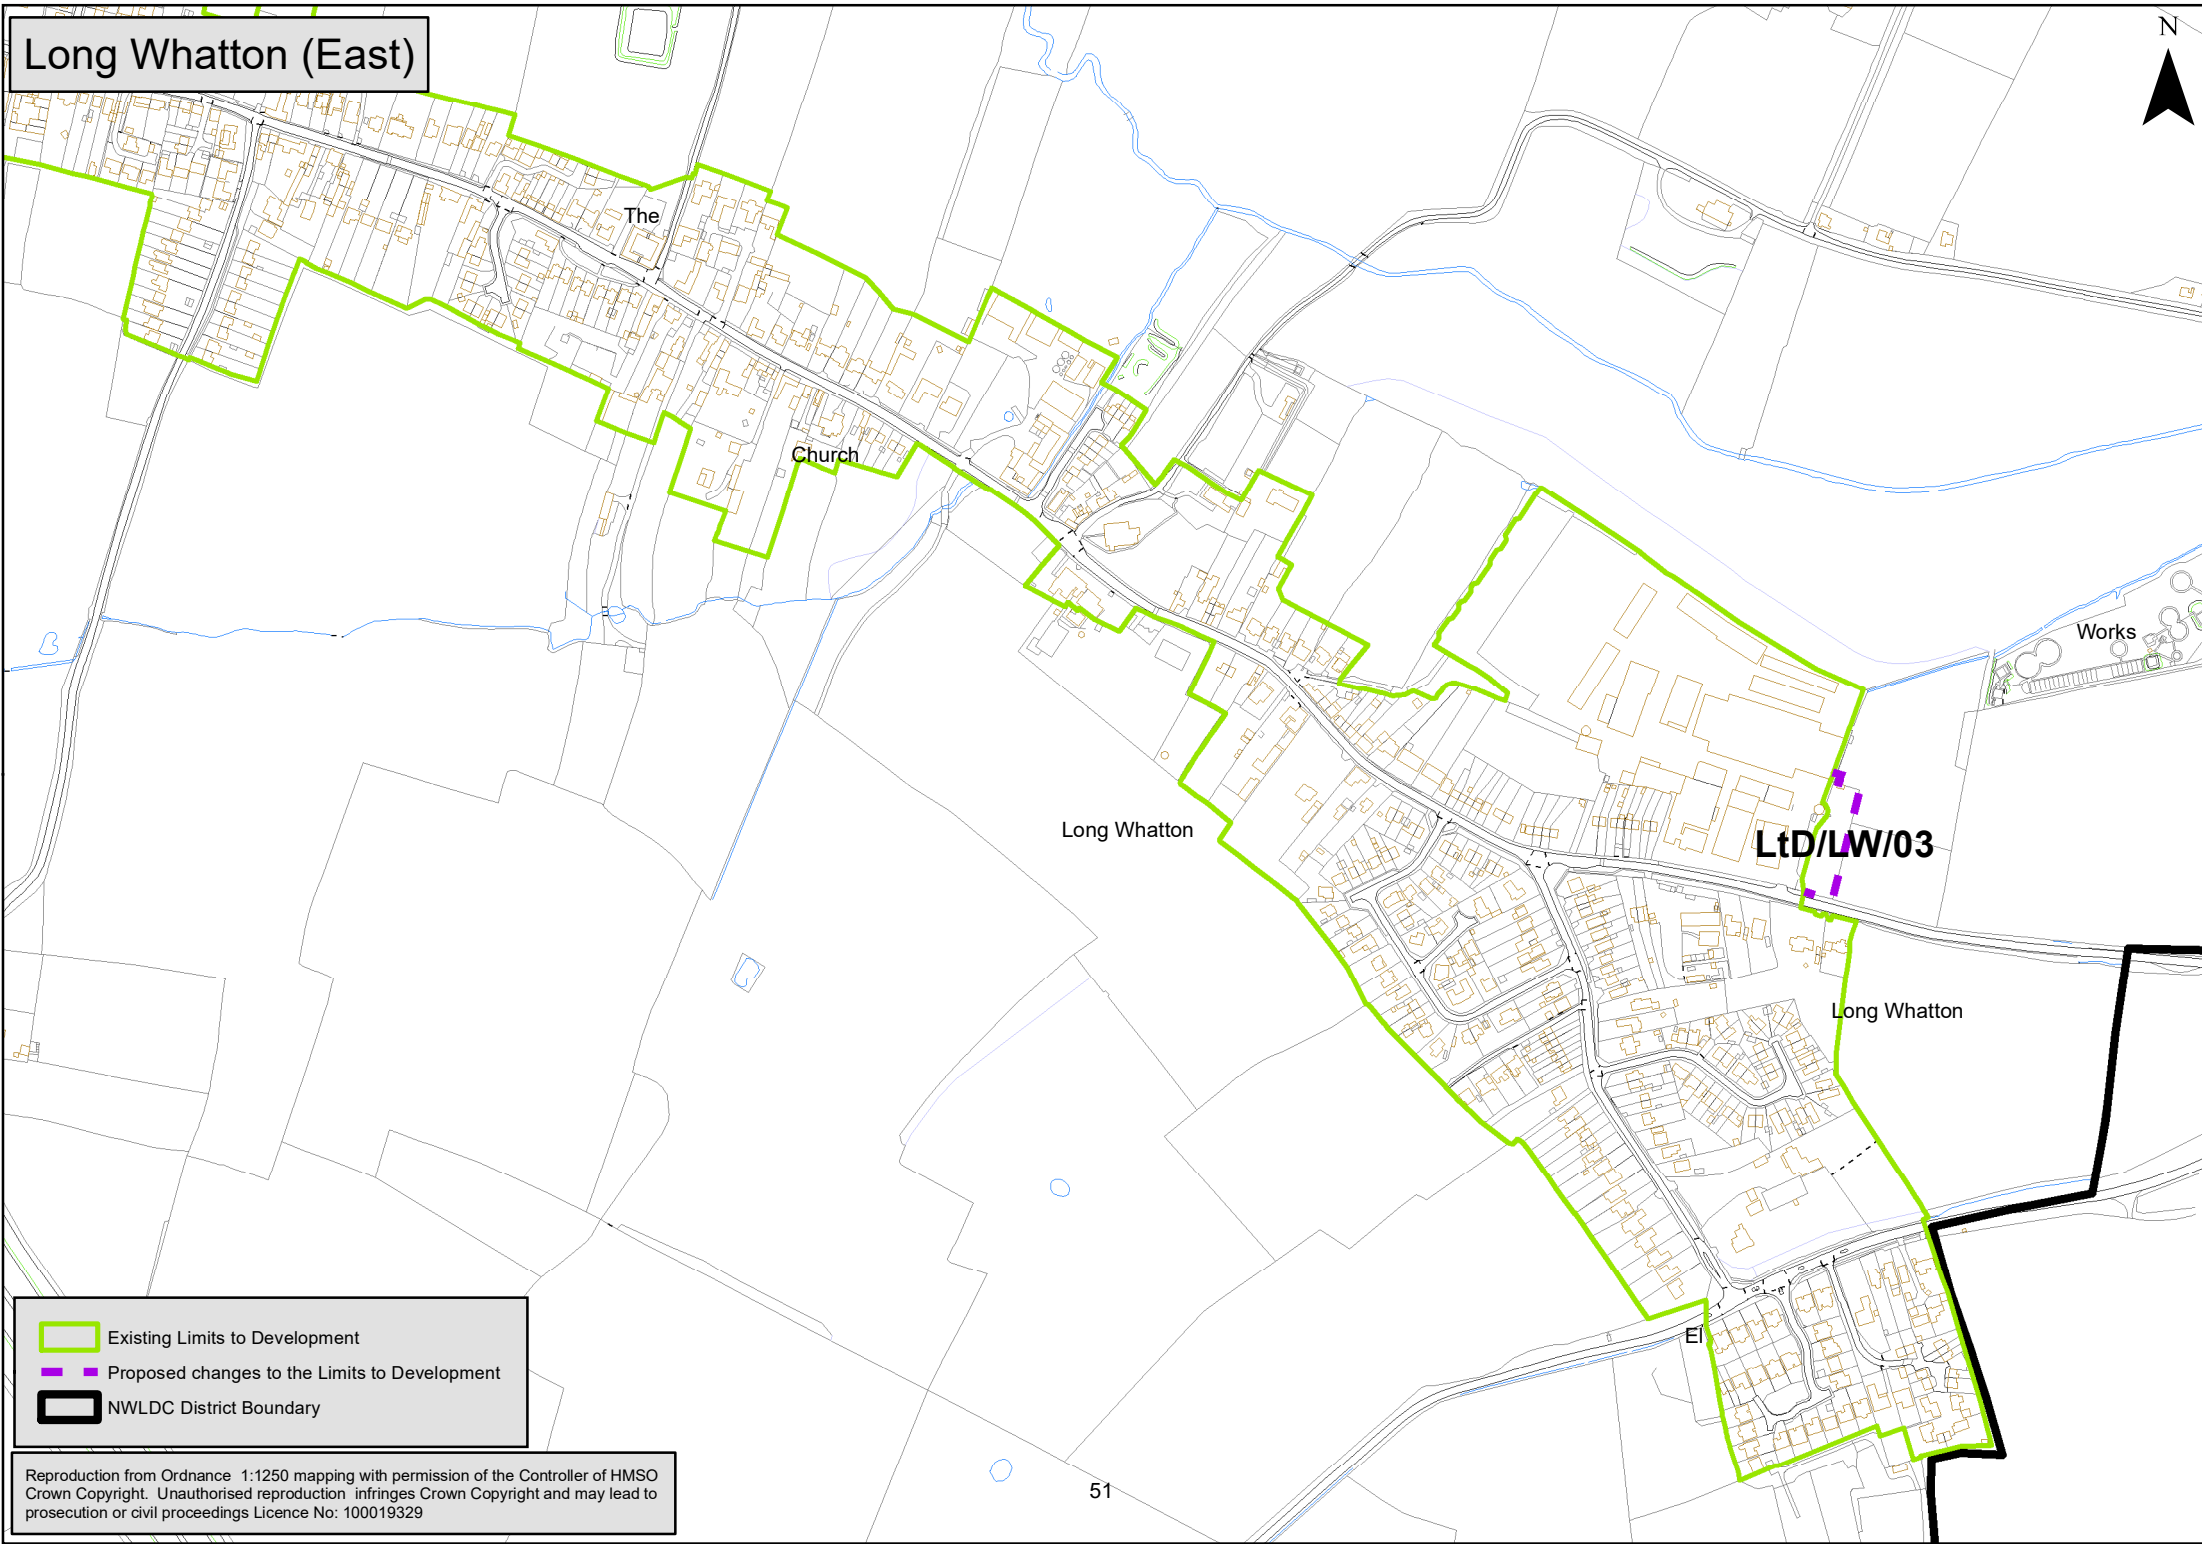 Long Whatton (East)
N
The
Church
Works
Long Whatton
LtD/LW/03
Long Whatton
El
Existing Limits to Development
Proposed changes to the Limits to Development
NWLDC District Boundary
Reproduction from Ordnance 1:1250 mapping with permission of the Controller of HMSO
Crown Copyright. Unauthorised reproduction infringes Crown Copyright and may lead to
prosecution or civil proceedings Licence No: 100019329
51